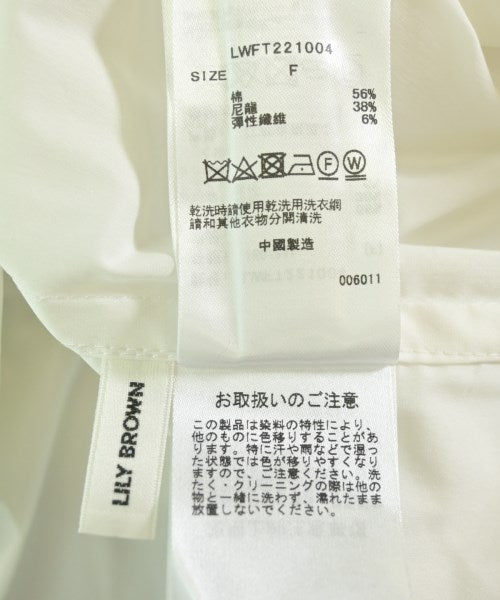 LWFT221004
SIZE F
棉 56%
尼龍 38%
彈性纖維 6%
F W
乾洗時請使用乾洗用洗衣網
請和其他衣物分開清洗
中國製造
006011
LILY BROWN
お取扱いのご注意
この製品は染料の特性により、
他のものに色移りすることがあ
ります。特に汗や雨などで湿っ
た状態では色が移りやすくなり
ますので、ご注意ください。洗
たく・クリーニングの際は他の
物と一緒に洗わず、濡れたまま
放置しないでください。